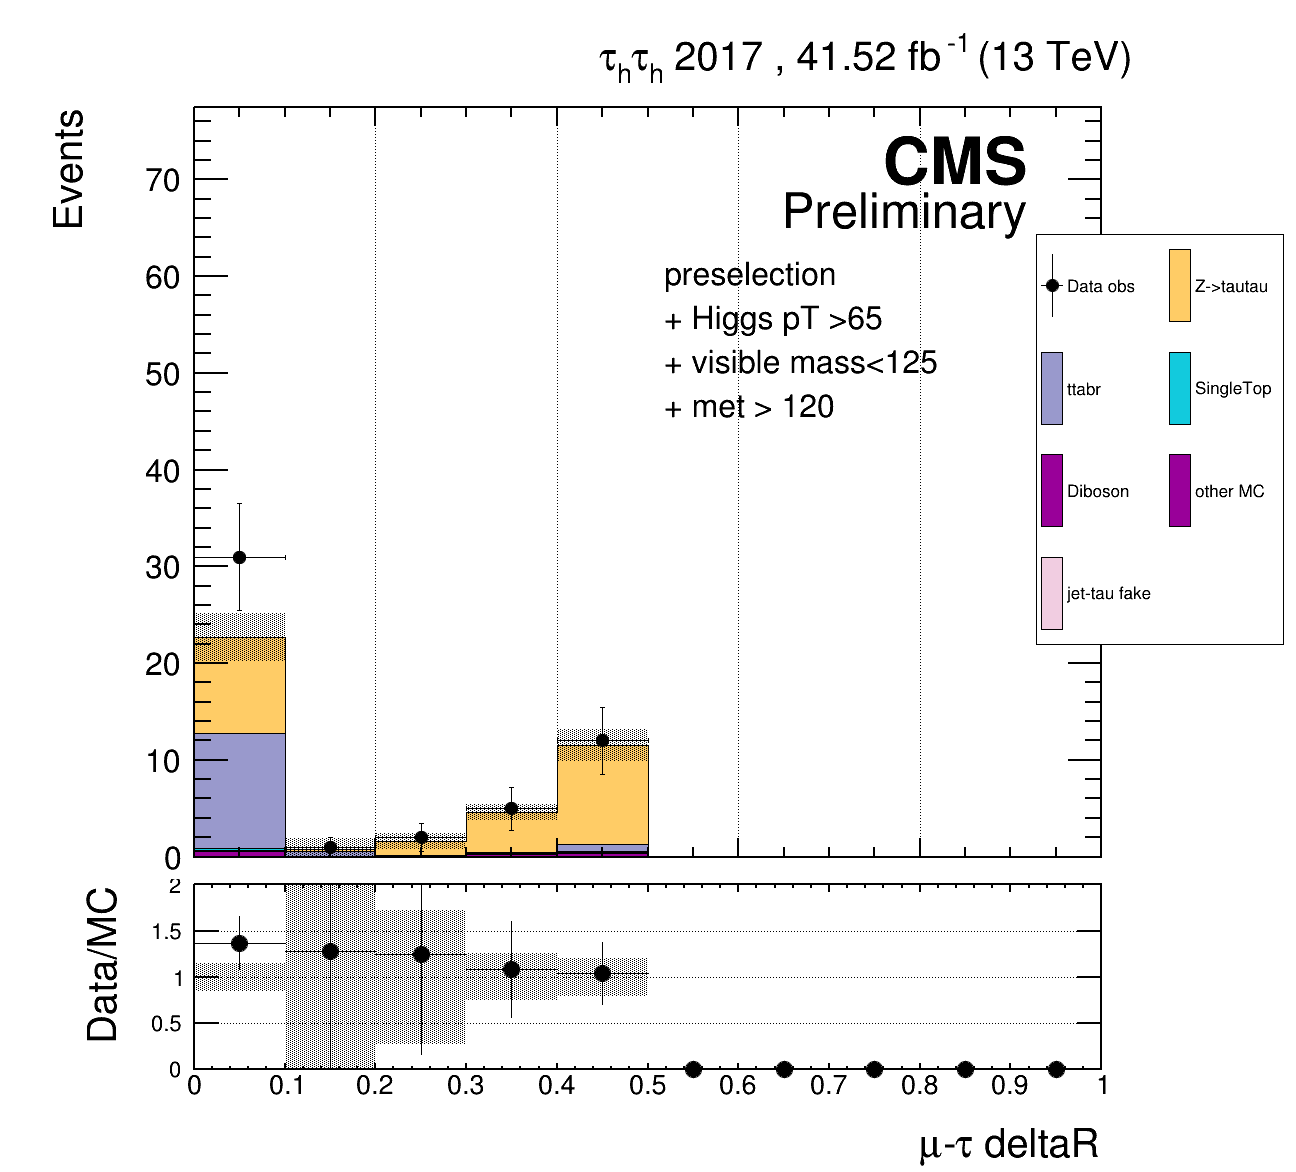 τhτh 2017 , 41.52 fb-1 (13 TeV)
Events
CMS
Preliminary
preselection
+ Higgs pT >65
+ visible mass<125
+ met > 120
Data obs
Z->tautau
ttabr
SingleTop
Diboson
other MC
jet-tau fake
70
60
50
40
30
20
10
0
Data/MC
2
1.5
1
0.5
0
0 0.1 0.2 0.3 0.4 0.5 0.6 0.7 0.8 0.9 1
μ-τ deltaR